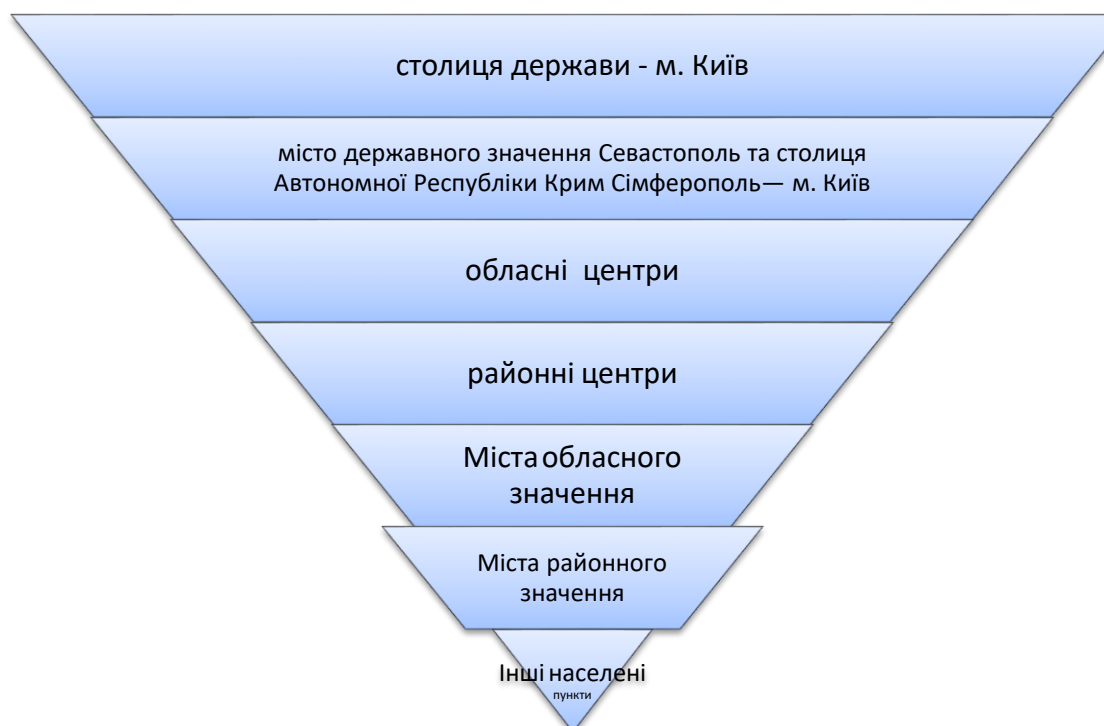 столиця держави - м. Київ
місто державного значення Севастополь та столиця
Автономної Республіки Крим Сімферополь— м. Київ
обласні центри
районні центри
Міста обласного
значення
Міста районного
значення
Інші населені
пункти